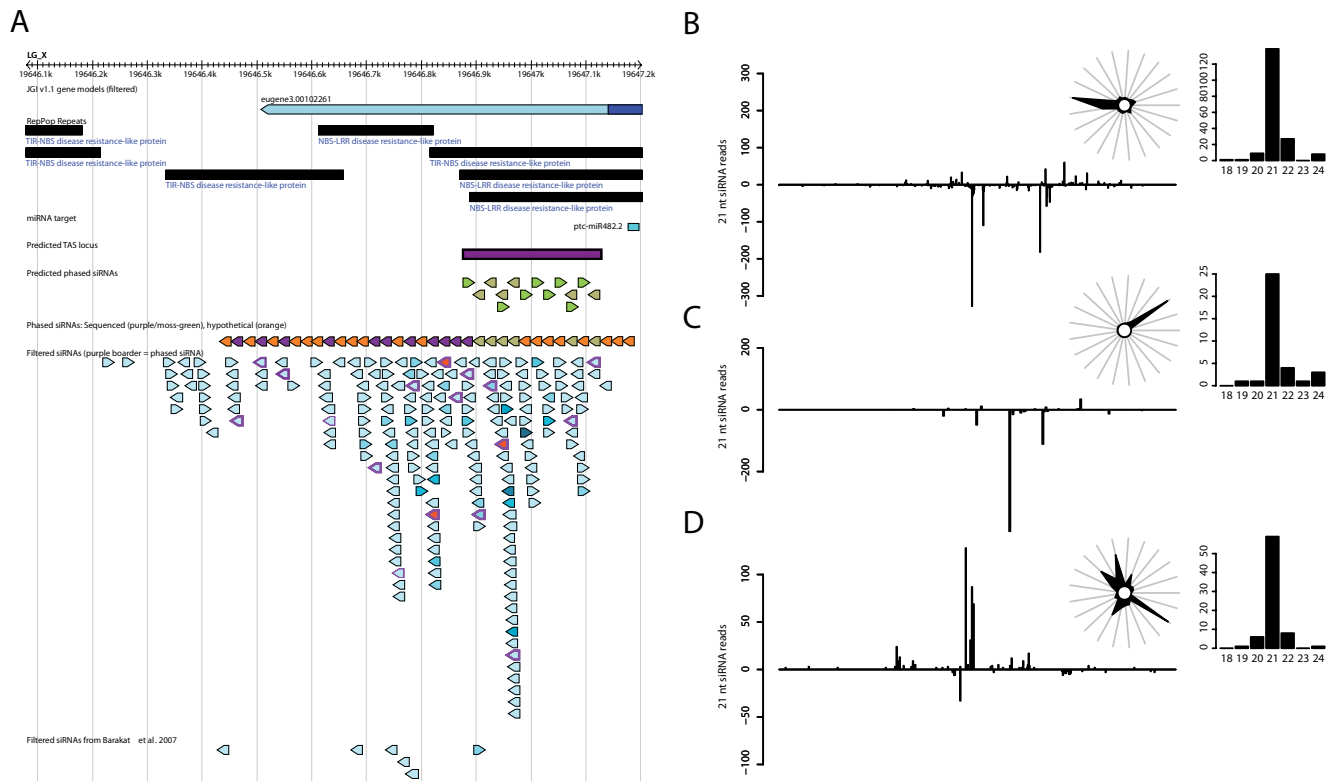 A
LG_X
19646.1k 19646.2k 19646.3k 19646.4k 19646.5k 19646.6k 19646.7k 19646.8k 19646.9k 19647k 19647.1k 19647.2k
JGI v1.1 gene models (filtered)
eugene3.00102261
RepPop Repeats
TIR-NBS disease resistance-like protein NBS-LRR disease resistance-like protein
TIR-NBS disease resistance-like protein TIR-NBS disease resistance-like protein
TIR-NBS disease resistance-like protein NBS-LRR disease resistance-like protein
NBS-LRR disease resistance-like protein
miRNA target
ptc-miR482.2
Predicted TAS locus
Predicted phased siRNAs
Phased siRNAs: Sequenced (purple/moss-green), hypothetical (orange)
Filtered siRNAs (purple boarder = phased siRNA)
Filtered siRNAs from Barakat et al. 2007
B
21 nt siRNA reads
300
200
100
0
−100
−200
−300
0 20 40 60 80 100 120
18 19 20 21 22 23 24
C
21 nt siRNA reads
200
0
−200
0 5 10 15 20 25
18 19 20 21 22 23 24
D
21 nt siRNA reads
100
50
0
−50
−100
0 10 20 30 40 50
18 19 20 21 22 23 24